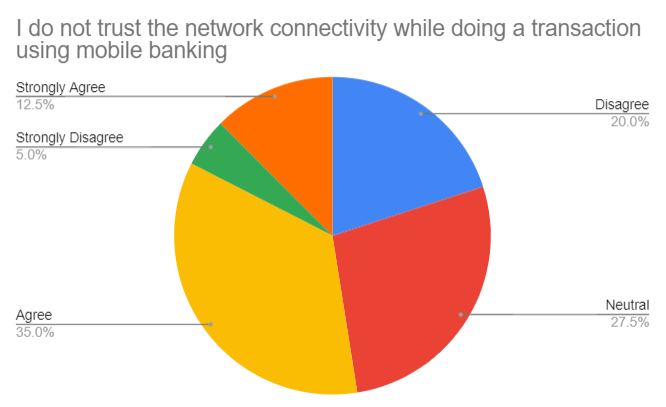 I do not trust the network connectivity while doing a transaction
using mobile banking
Strongly Agree
12.5%
Disagree
20.0%
Strongly Disagree
5.0%
Neutral
27.5%
Agree
35.0%